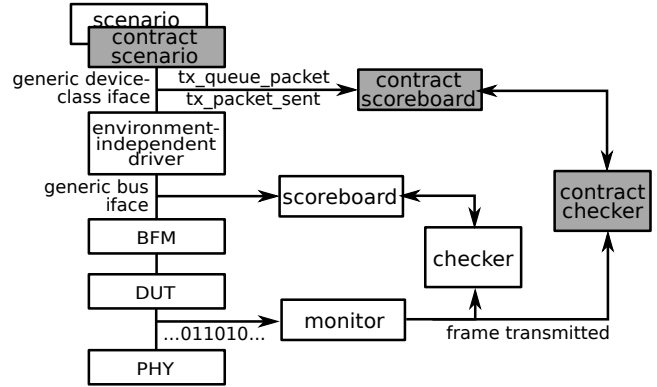 scenario
contract
scenario
generic device-
class iface
tx_queue_packet
tx_packet_sent
contract
scoreboard
environment-
independent
driver
generic bus
iface
scoreboard
contract
checker
BFM
checker
DUT
...011010...
monitor
frame transmitted
PHY